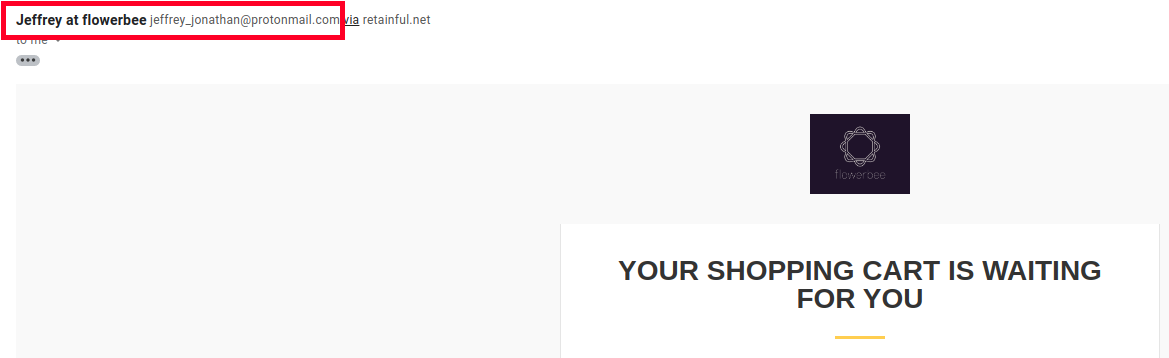 Jeffrey at flowerbee jeffrey_jonathan@protonmail.com via retainful.net
to me
flowerbee
YOUR SHOPPING CART IS WAITING
FOR YOU